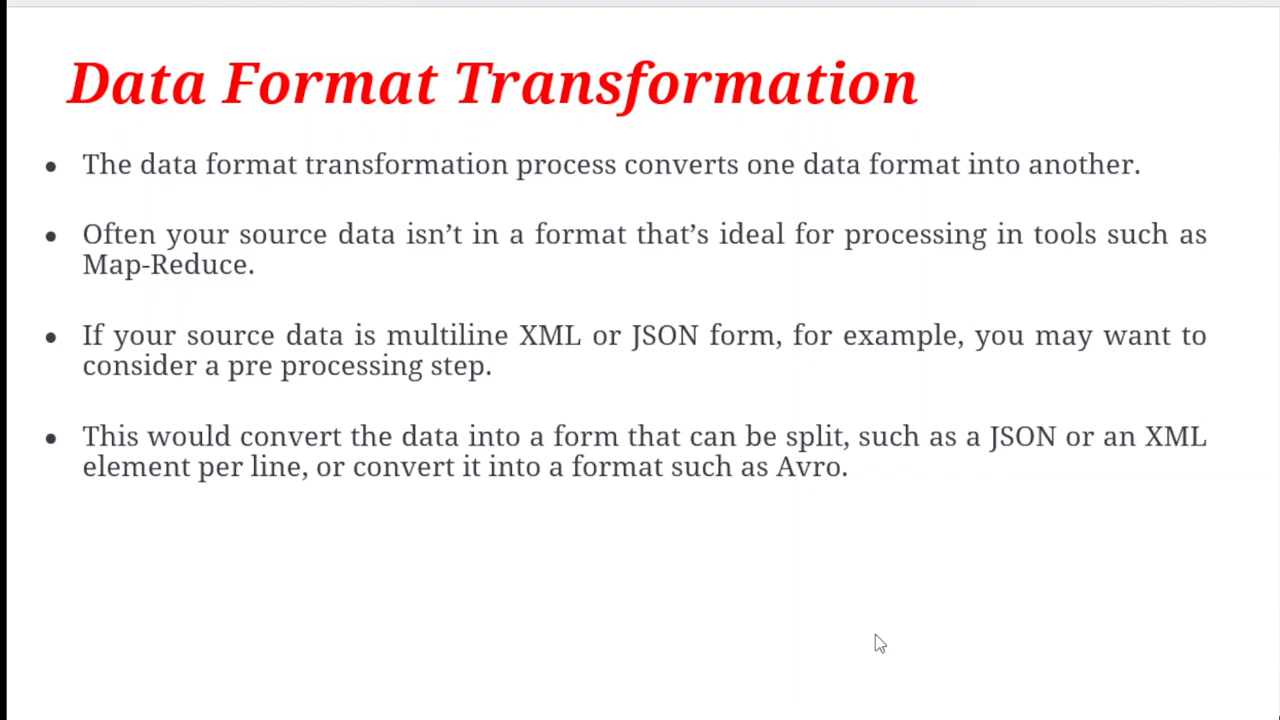 Data Format Transformation
• The data format transformation process converts one data format into another.
• Often your source data isn’t in a format that’s ideal for processing in tools such as
Map-Reduce.
• If your source data is multiline XML or JSON form, for example, you may want to
consider a pre processing step.
• This would convert the data into a form that can be split, such as a JSON or an XML
element per line, or convert it into a format such as Avro.